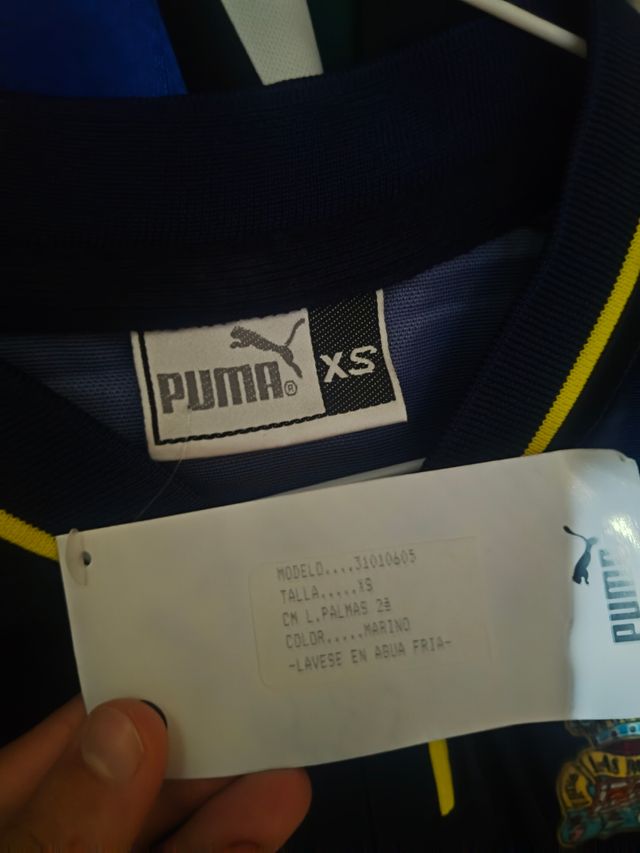 PUMA®
XS
MODELO....31010605
TALLA.....XS
CM L.PALMAS 2ª
COLOR.....MARINO
-LAVESE EN AGUA FRIA-
PUMA